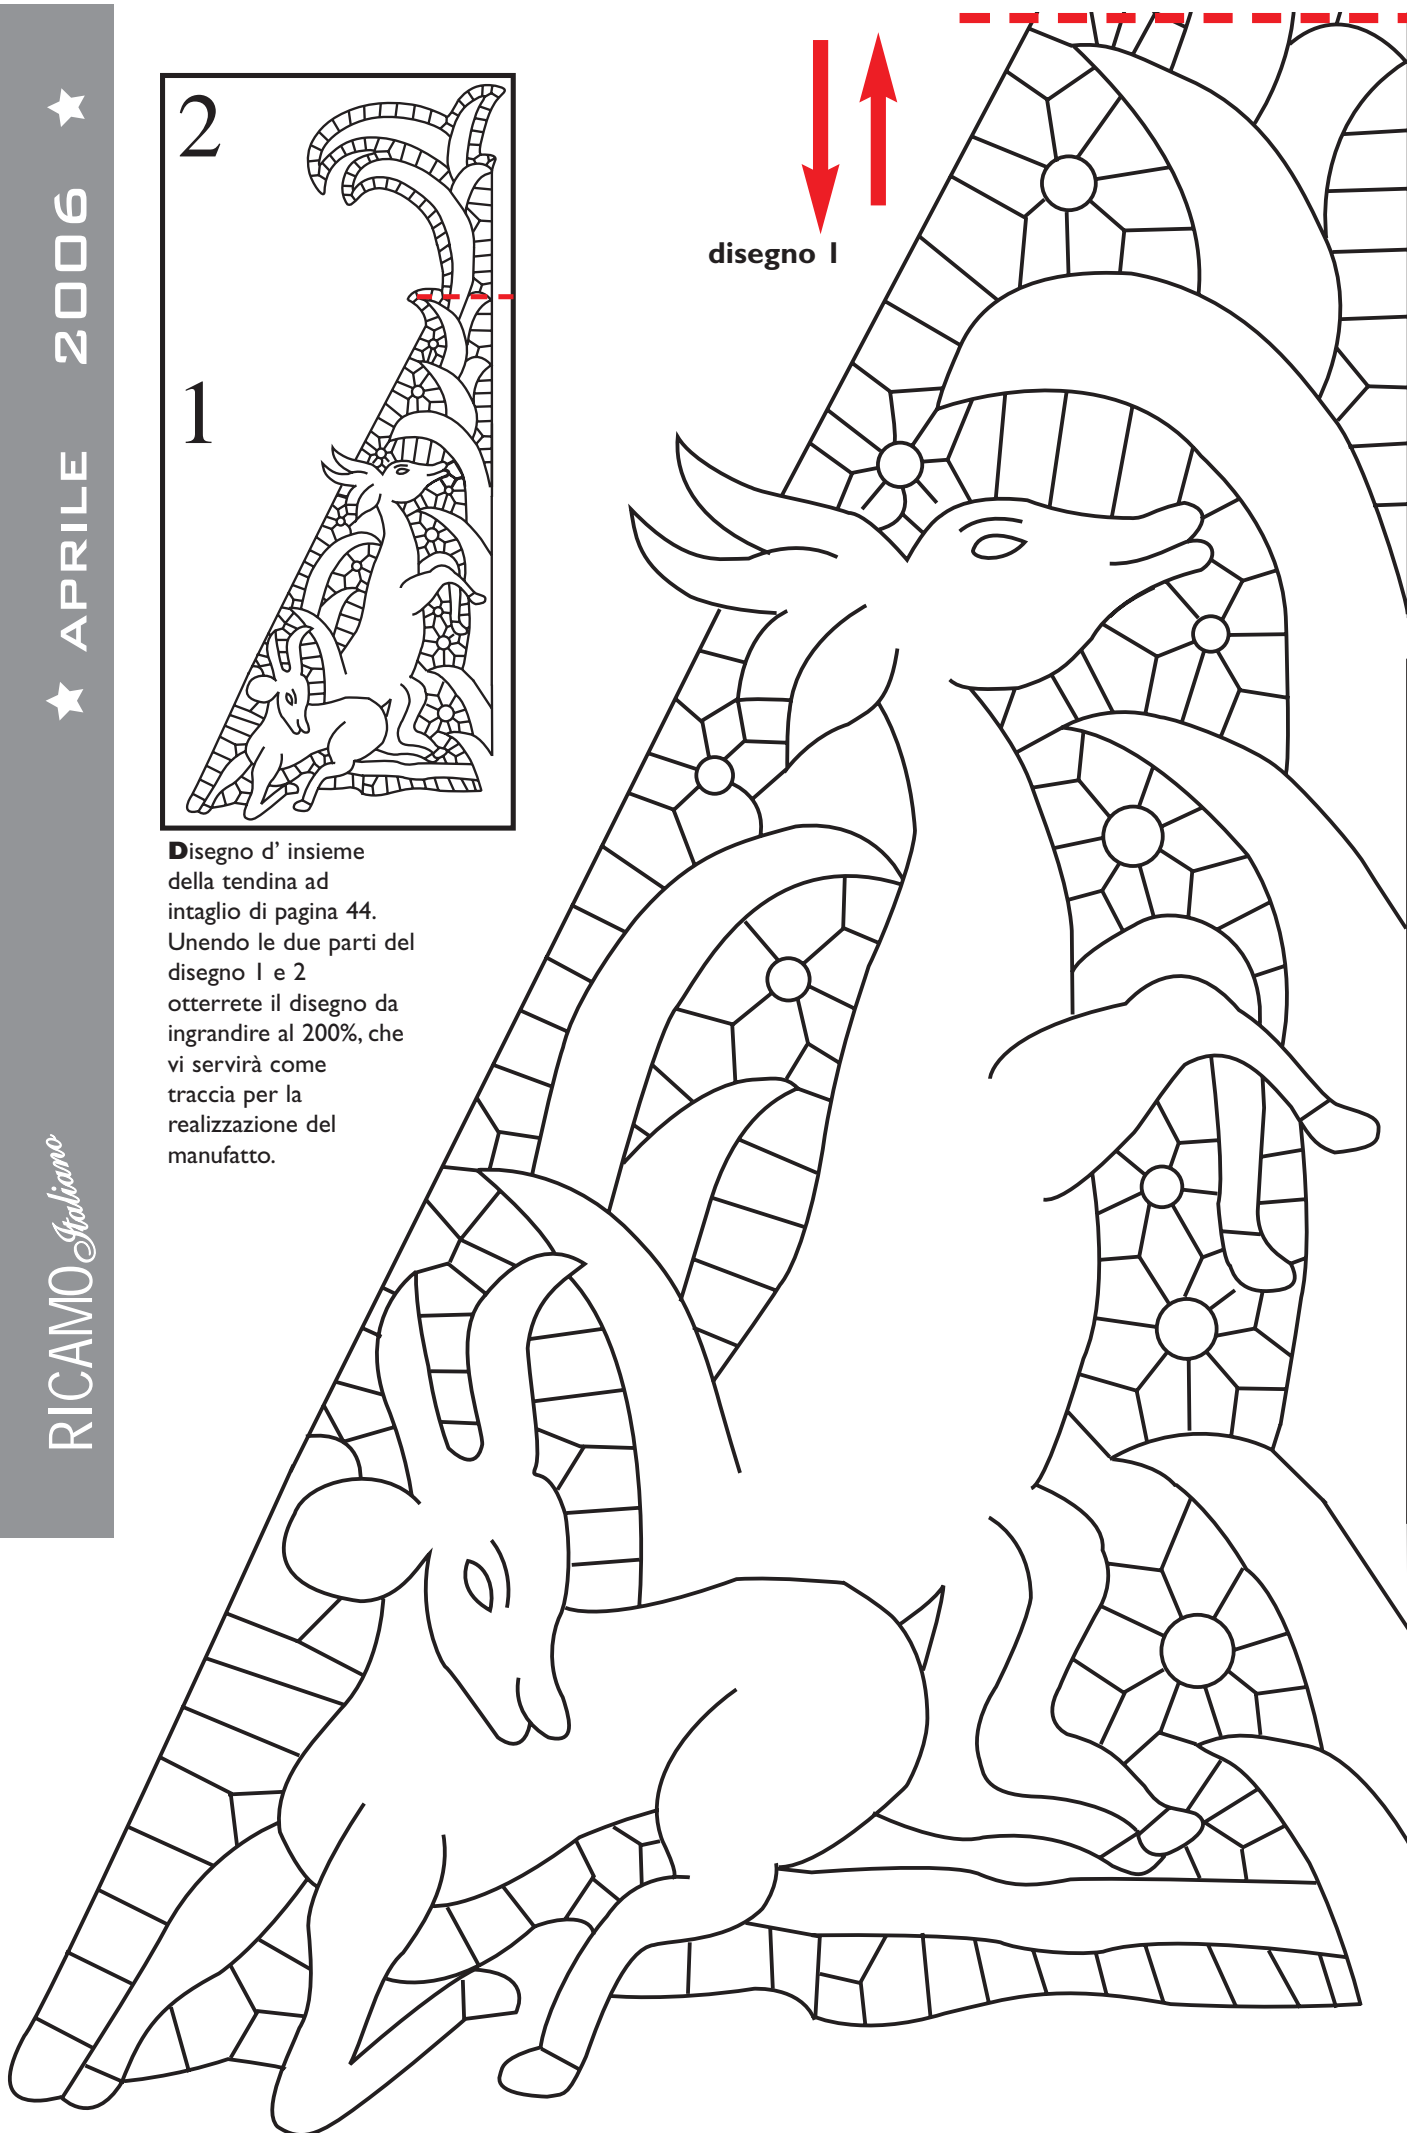 RICAMO Italiano ★ APRILE 2006 ★
2
1
Disegno d' insieme
della tendina ad
intaglio di pagina 44.
Unendo le due parti del
disegno 1 e 2
otterrete il disegno da
ingrandire al 200%, che
vi servirà come
traccia per la
realizzazione del
manufatto.
disegno 1